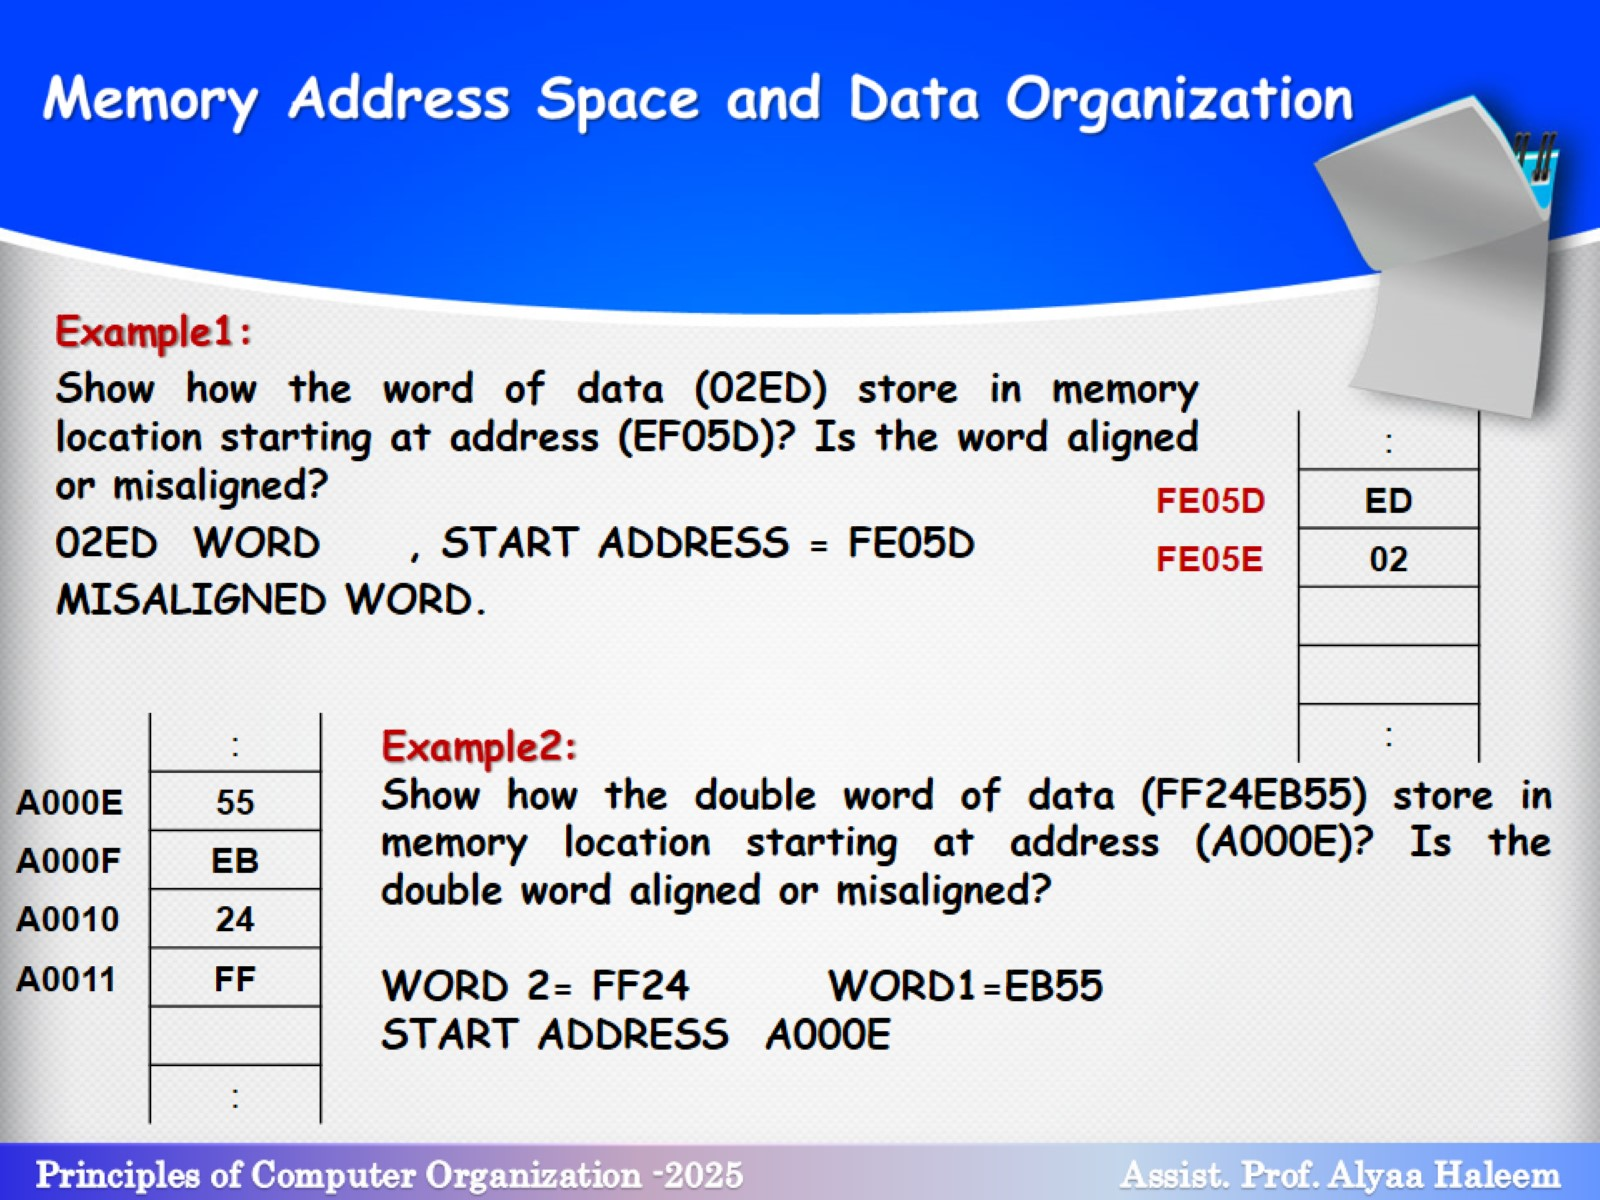 Memory Address Space and Data Organization
Example1:
Show how the word of data (02ED) store in memory
location starting at address (EF05D)? Is the word aligned
or misaligned?
02ED WORD , START ADDRESS = FE05D
MISALIGNED WORD.
:
FE05D ED
FE05E 02
:
:
A000E 55
A000F EB
A0010 24
A0011 FF
:
Example2:
Show how the double word of data (FF24EB55) store in
memory location starting at address (A000E)? Is the
double word aligned or misaligned?
WORD 2= FF24 WORD1=EB55
START ADDRESS A000E
Principles of Computer Organization -2025
Assist. Prof. Alyaa Haleem